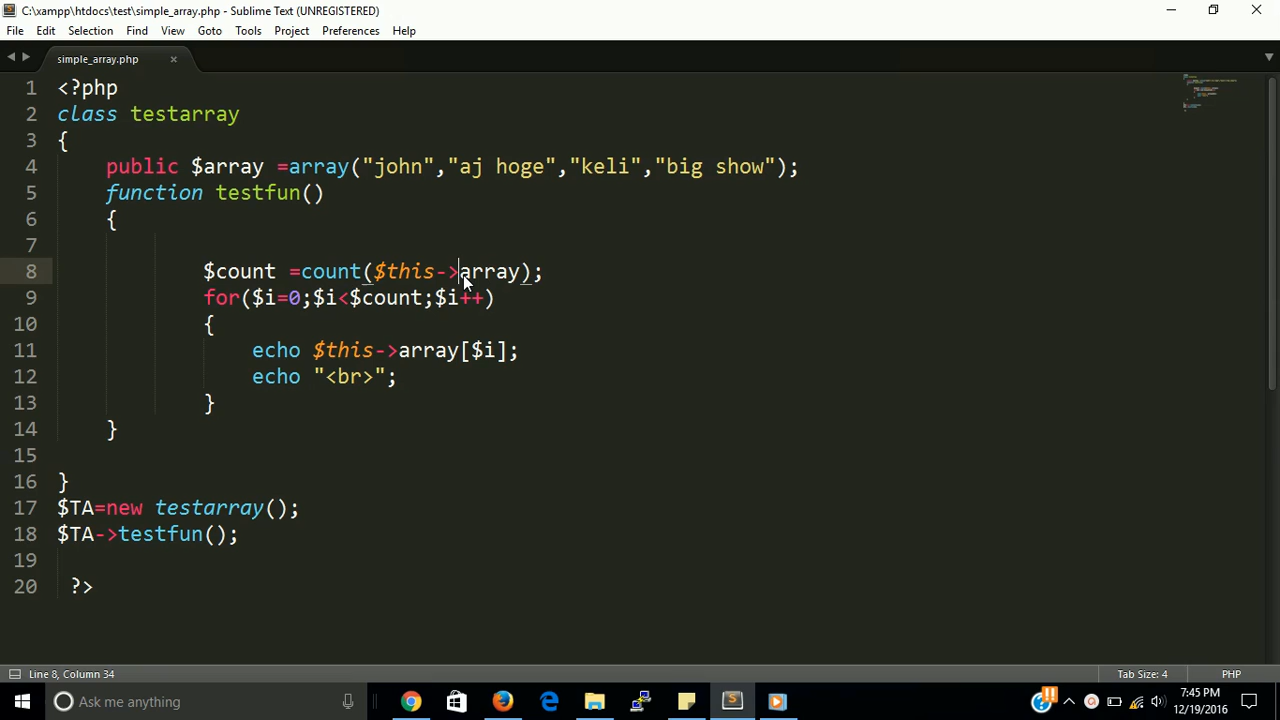 C:\xampp\htdocs\test\simple_array.php - Sublime Text (UNREGISTERED)
File Edit Selection Find View Goto Tools Project Preferences Help
simple_array.php ×
1 <?php
2 class testarray
3 {
4 public $array =array("john","aj hoge","keli","big show");
5 function testfun()
6 {
7
8 $count =count($this->array);
9 for($i=0;$i<$count;$i++)
10 {
11 echo $this->array[$i];
12 echo "<br>";
13 }
14 }
15
16 }
17 $TA=new testarray();
18 $TA->testfun();
19
20 ?>
Line 8, Column 34 Tab Size: 4 PHP
Ask me anything
7:45 PM
12/19/2016